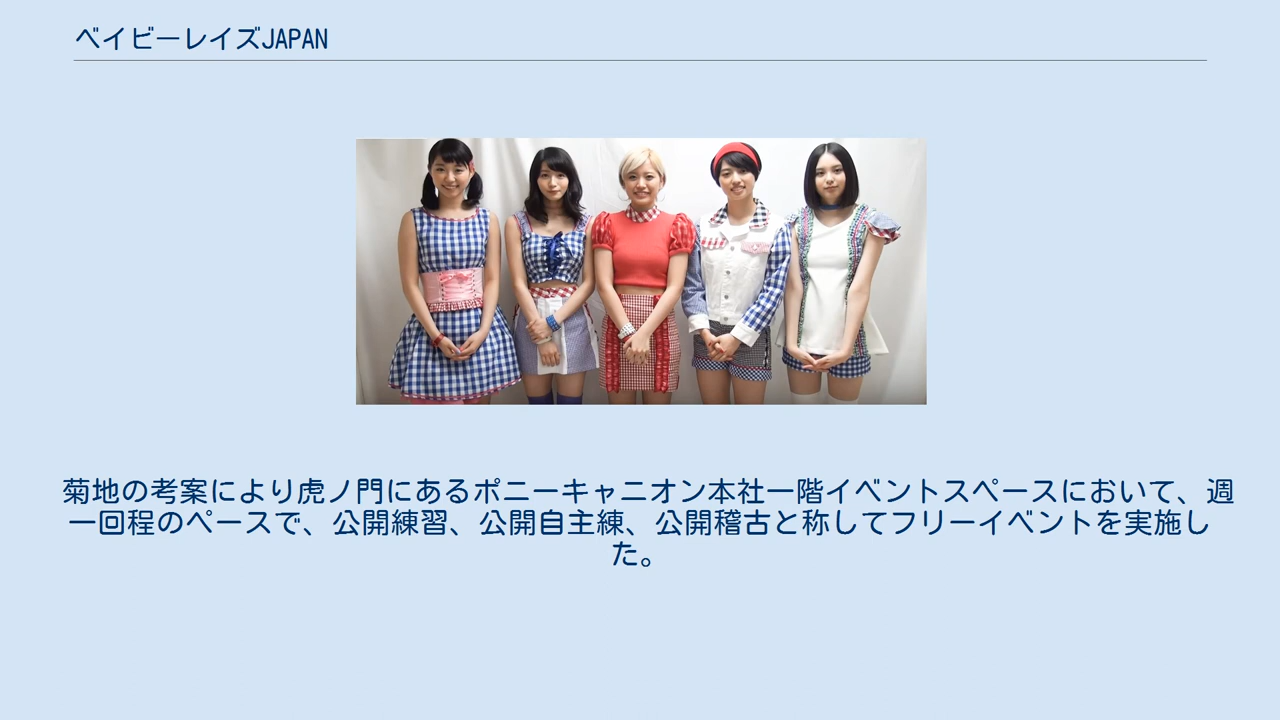 ベイビーレイズJAPAN
菊地の考案により虎ノ門にあるポニーキャニオン本社一階イベントスペースにおいて、週
一回程のペースで、公開練習、公開自主練、公開稽古と称してフリーイベントを実施し
た。